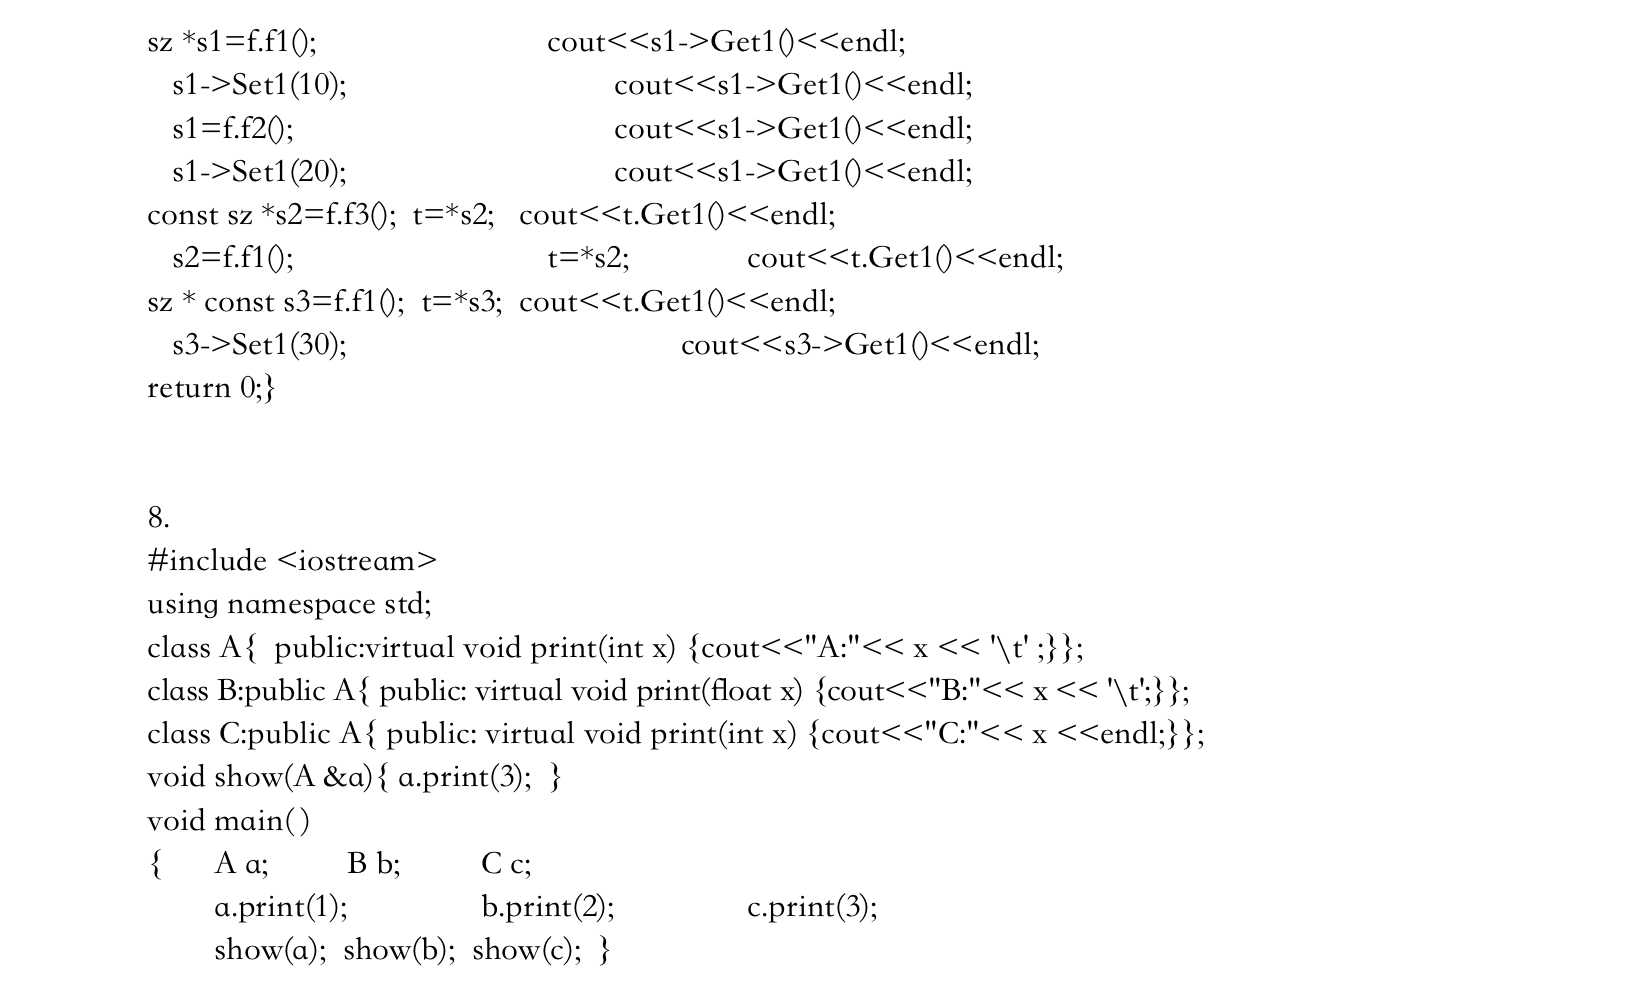 sz *s1=f.f1(); cout<<s1->Get1()<<endl;
s1->Set1(10); cout<<s1->Get1()<<endl;
s1=f.f2(); cout<<s1->Get1()<<endl;
s1->Set1(20); cout<<s1->Get1()<<endl;
const sz *s2=f.f3(); t=*s2; cout<<t.Get1()<<endl;
s2=f.f1(); t=*s2; cout<<t.Get1()<<endl;
sz * const s3=f.f1(); t=*s3; cout<<t.Get1()<<endl;
s3->Set1(30); cout<<s3->Get1()<<endl;
return 0;}
8.
#include <iostream>
using namespace std;
class A{ public:virtual void print(int x) {cout<<"A:"<< x << '\t' ;}};
class B:public A{ public: virtual void print(float x) {cout<<"B:"<< x << '\t';}};
class C:public A{ public: virtual void print(int x) {cout<<"C:"<< x <<endl;}};
void show(A &a){ a.print(3); }
void main()
{ A a; B b; C c;
a.print(1); b.print(2); c.print(3);
show(a); show(b); show(c); }